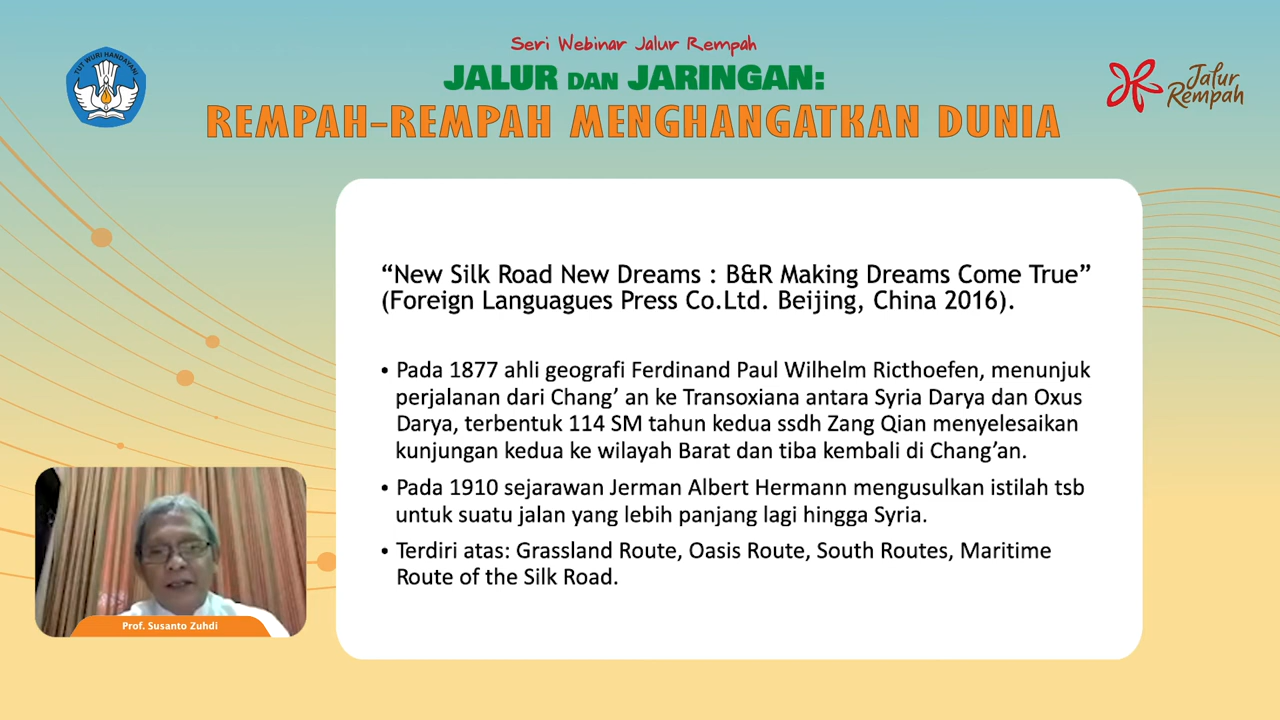 Seri Webinar Jalur Rempah
JALUR DAN JARINGAN:
REMPAH-REMPAH MENGHANGATKAN DUNIA
TUT WURI HANDAYANI
Jalur
Rempah
“New Silk Road New Dreams : B&R Making Dreams Come True”
(Foreign Languagues Press Co.Ltd. Beijing, China 2016).
• Pada 1877 ahli geografi Ferdinand Paul Wilhelm Ricthoefen, menunjuk
perjalanan dari Chang’ an ke Transoxiana antara Syria Darya dan Oxus
Darya, terbentuk 114 SM tahun kedua ssdh Zang Qian menyelesaikan
kunjungan kedua ke wilayah Barat dan tiba kembali di Chang’an.
• Pada 1910 sejarawan Jerman Albert Hermann mengusulkan istilah tsb
untuk suatu jalan yang lebih panjang lagi hingga Syria.
• Terdiri atas: Grassland Route, Oasis Route, South Routes, Maritime
Route of the Silk Road.
Prof. Susanto Zuhdi